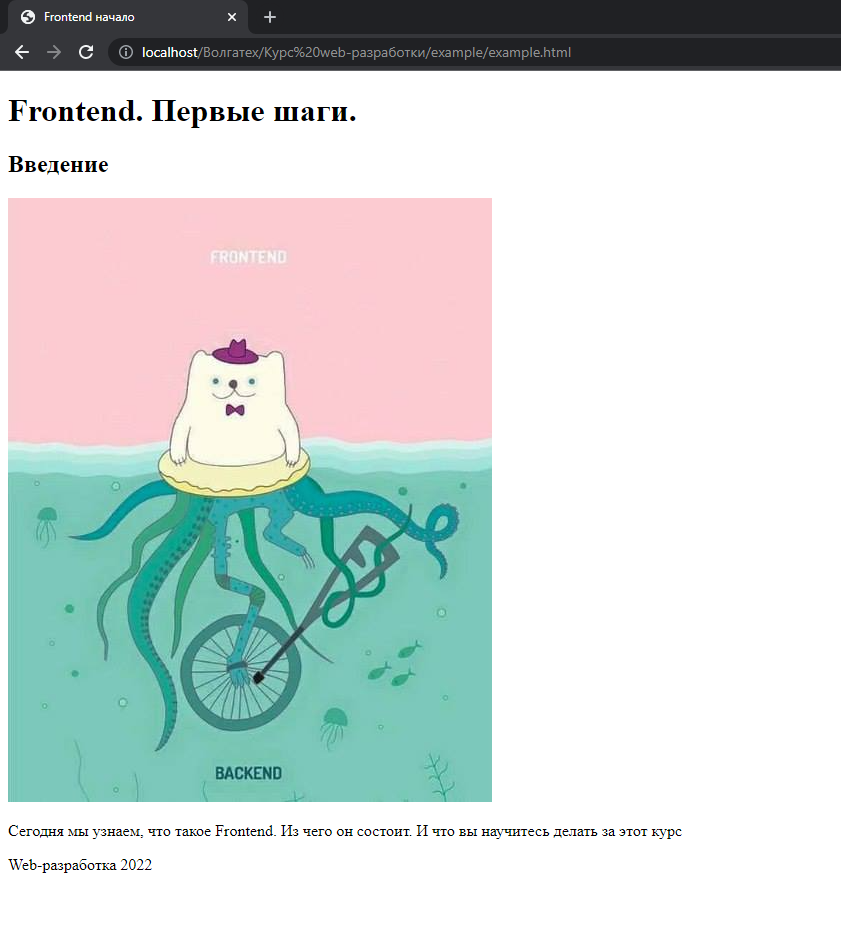 Frontend начало
localhost/Волгатех/Курс%20web-разработки/example/example.html
Frontend. Первые шаги.
Введение
FRONTEND
BACKEND
Сегодня мы узнаем, что такое Frontend. Из чего он состоит. И что вы научитесь делать за этот курс
Web-разработка 2022